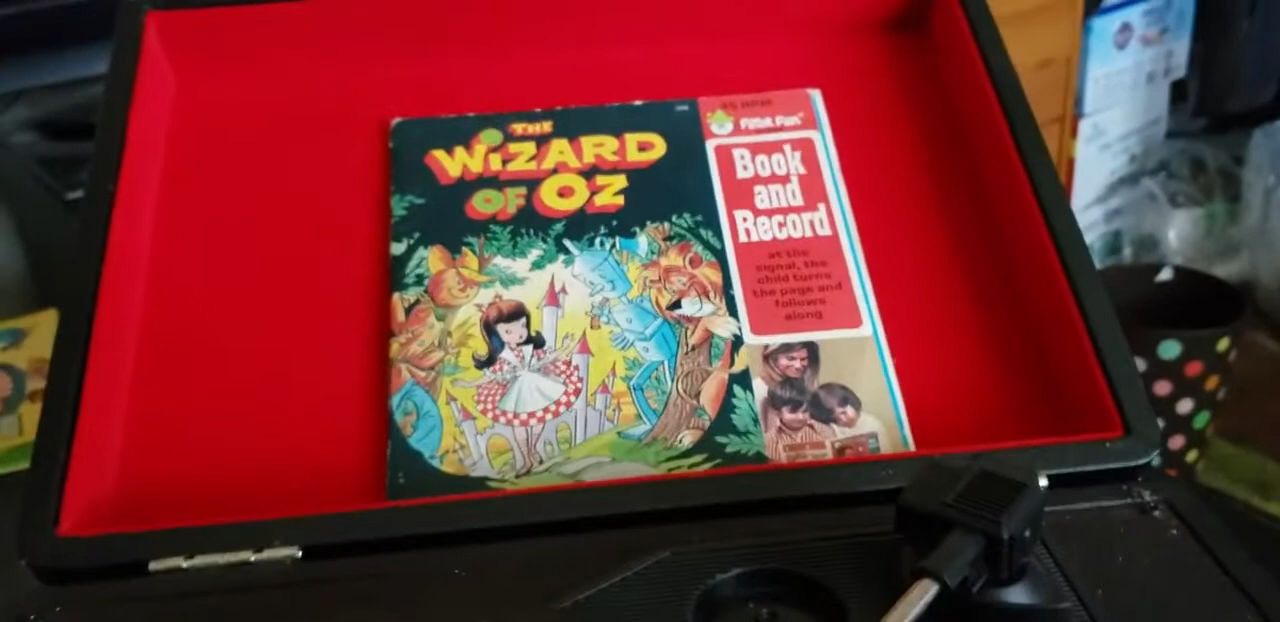 THE
WiZARD
OF OZ
45 RPM
Peter Pan
Book
and
Record
at the
signal, the
child turns
the page and
follows
along